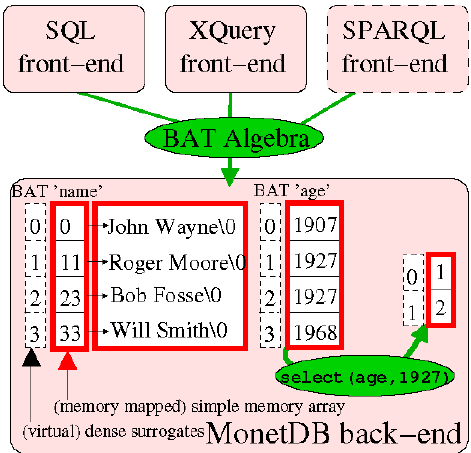 SQL
front-end
XQuery
front-end
SPARQL
front-end
BAT Algebra
BAT 'name'
BAT 'age'
0 0 John Wayne\0 0 1907
1 11 Roger Moore\0 1 1927
2 23 Bob Fosse\0 2 1927
3 33 Will Smith\0 3 1968
0 1
1 2
select(age,1927)
(memory mapped) simple memory array
(virtual) dense surrogates
MonetDB back-end